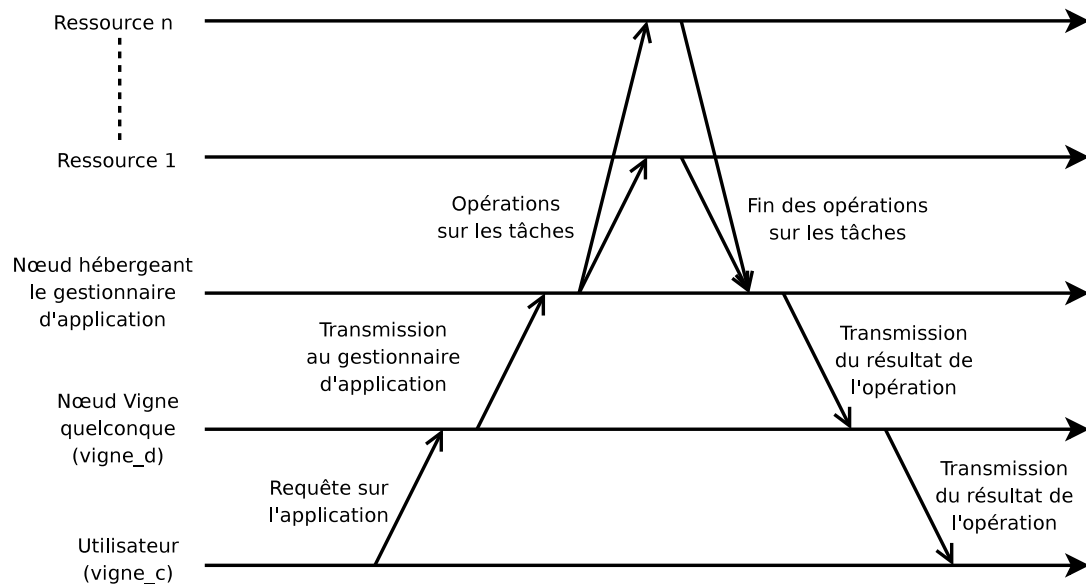 Ressource n
Ressource 1
Opérations
sur les tâches
Fin des opérations
sur les tâches
Nœud hébergeant
le gestionnaire
d'application
Transmission
au gestionnaire
d'application
Transmission
du résultat de
l'opération
Nœud Vigne
quelconque
(vigne_d)
Requête sur
l'application
Transmission
du résultat de
l'opération
Utilisateur
(vigne_c)